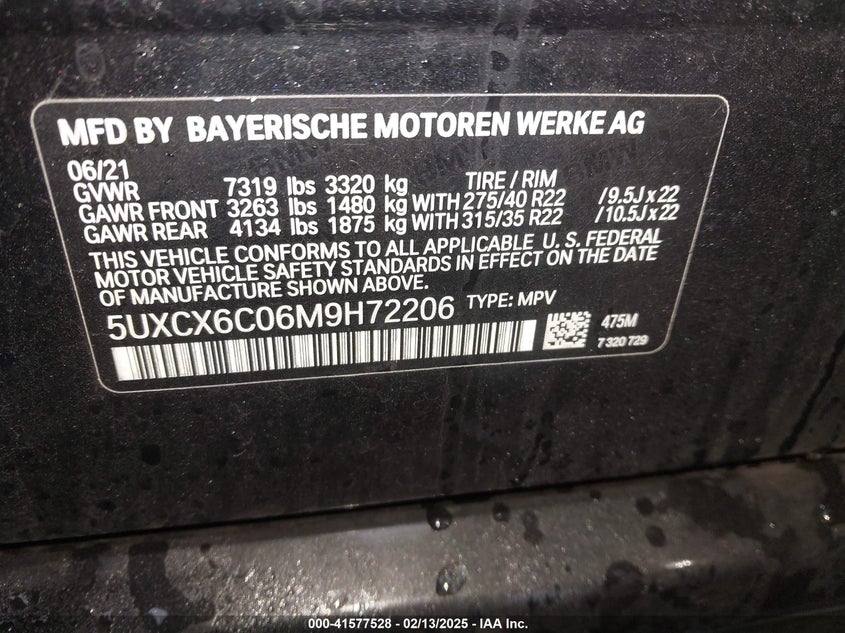 MFD BY BAYERISCHE MOTOREN WERKE AG
06/21 TIRE / RIM
GVWR 7319 lbs 3320 kg
GAWR FRONT 3263 lbs 1480 kg WITH 275/40 R22 /9.5J x 22
GAWR REAR 4134 lbs 1875 kg WITH 315/35 R22 /10.5J x 22
THIS VEHICLE CONFORMS TO ALL APPLICABLE U. S. FEDERAL
MOTOR VEHICLE SAFETY STANDARDS IN EFFECT ON THE DATE
OF MANUFACTURE SHOWN ABOVE.
5UXCX6C06M9H72206 TYPE: MPV
475M
7 320 729
000-41577528 - 02/13/2025 - IAA Inc.